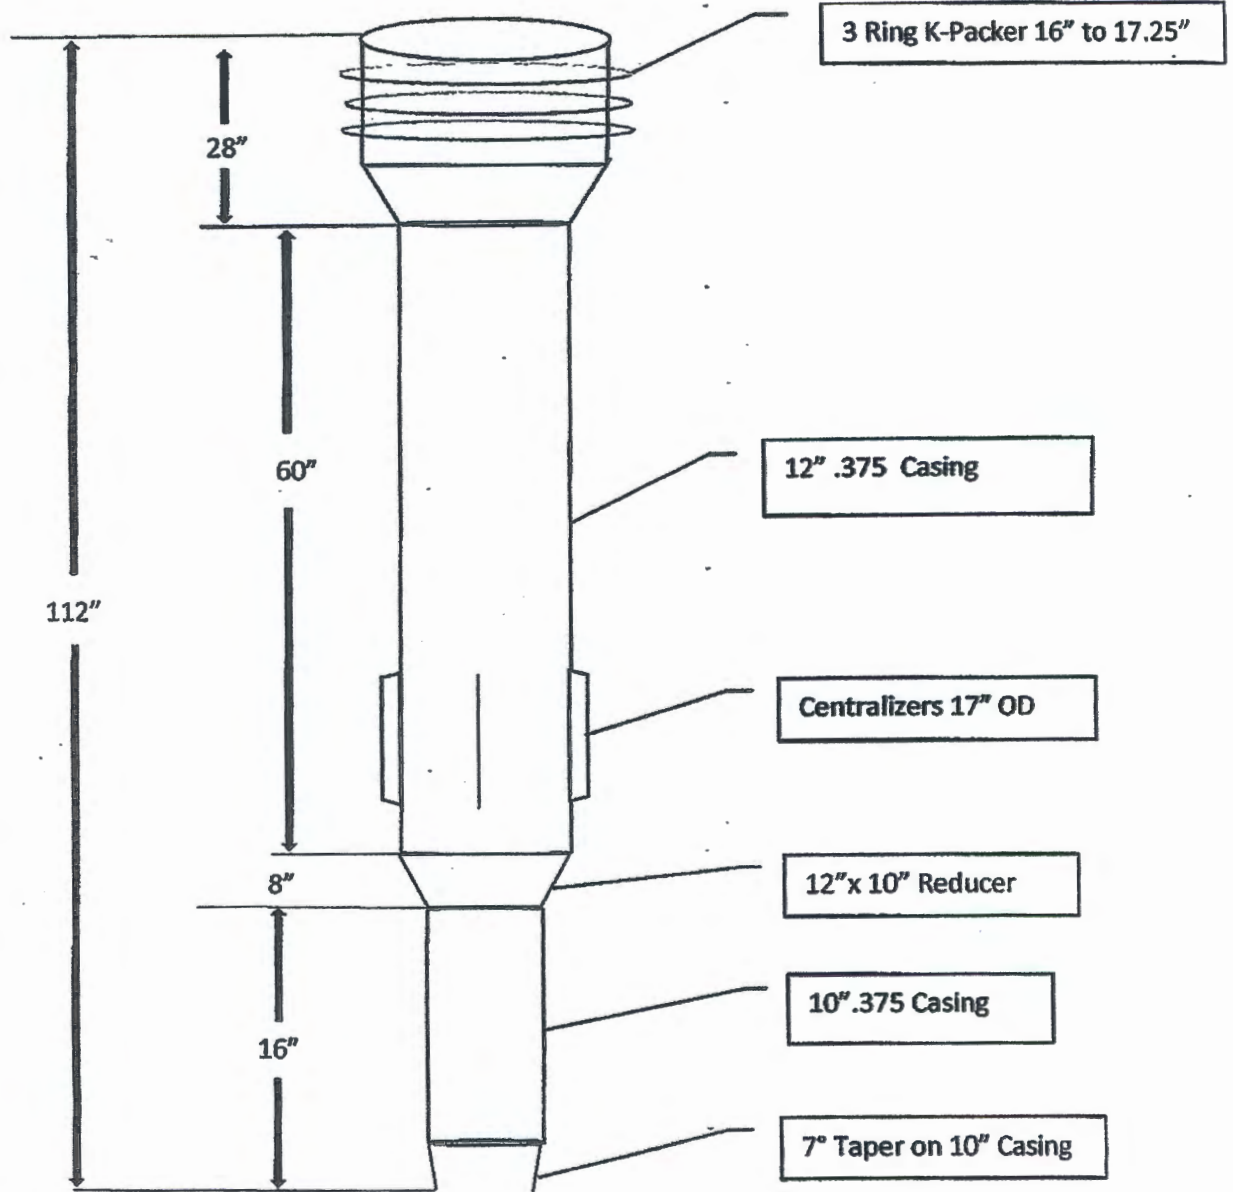 3 Ring K-Packer 16" to 17.25"
28"
60"
12" .375 Casing
112"
Centralizers 17" OD
8"
12"x 10" Reducer
10".375 Casing
16"
7° Taper on 10" Casing